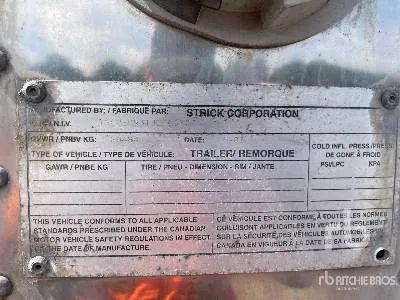 MANUFACTURED BY: / FABRIQUÉ PAR: STRICK CORPORATION
V.I.N./N.I.V.
GVWR / PNBV KG: DATE:
TYPE OF VEHICLE / TYPE DE VÉHICULE: TRAILER/ REMORQUE
COLD INFL. PRESS./PRESS
DE GONF. À FROID
PSI/LPC KPA
GAWR / PNBE KG TIRE / PNEU - DIMENSION - RIM / JANTE
THIS VEHICLE CONFORMS TO ALL APPLICABLE
STANDARDS PRESCRIBED UNDER THE CANADIAN
MOTOR VEHICLE SAFETY REGULATIONS IN EFFECT
ON THE DATE OF MANUFACTURE.
CE VÉHICULE EST CONFORME À TOUTES LES NORMES
QUI LUI SONT APPLICABLES EN VERTU DU RÈGLEMENT
SUR LA SÉCURITÉ DES VÉHICULES AUTOMOBILES DU
CANADA EN VIGUEUR À LA DATE DE SA FABRICATION.
rb RITCHIE BROS.